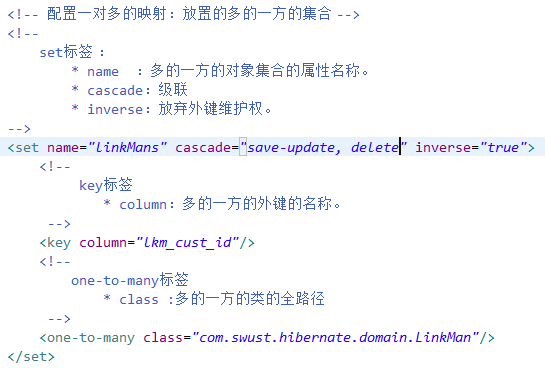 <!-- 配置一对多的映射：放置的多的一方的集合 -->
<!--
set标签：
* name ：多的一方的对象集合的属性名称。
* cascade：级联
* inverse：放弃外键维护权。
-->
<set name="linkMans" cascade="save-update, delete" inverse="true">
<!--
key标签
* column：多的一方的外键的名称。
-->
<key column="lkm_cust_id"/>
<!--
one-to-many标签
* class :多的一方的类的全路径
-->
<one-to-many class="com.swust.hibernate.domain.LinkMan"/>
</set>